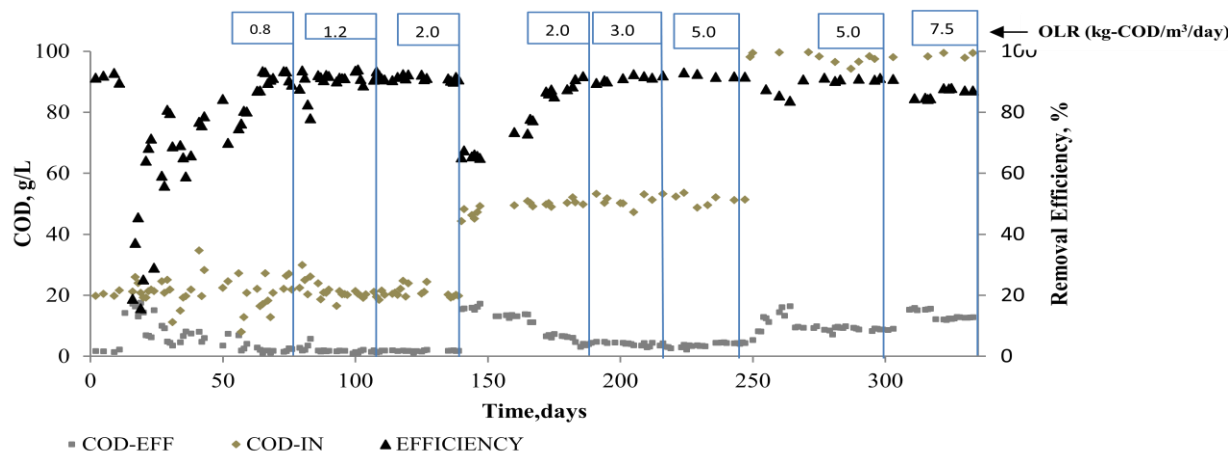 0.8 1.2 2.0 2.0 3.0 5.0 5.0 7.5 OLR (kg-COD/m³/day)
100 100
80 80
60 60
40 40
20 20
0 0
COD, g/L
Removal Efficiency, %
0 50 100 150 200 250 300
Time,days
COD-EFF COD-IN EFFICIENCY